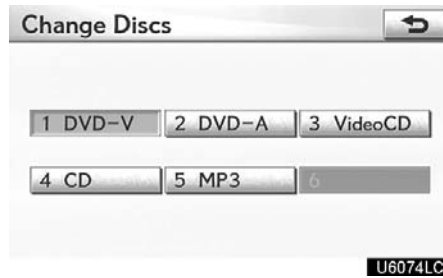 Change Discs
1 DVD-V 2 DVD-A 3 VideoCD
4 CD 5 MP3 6
U6074LC